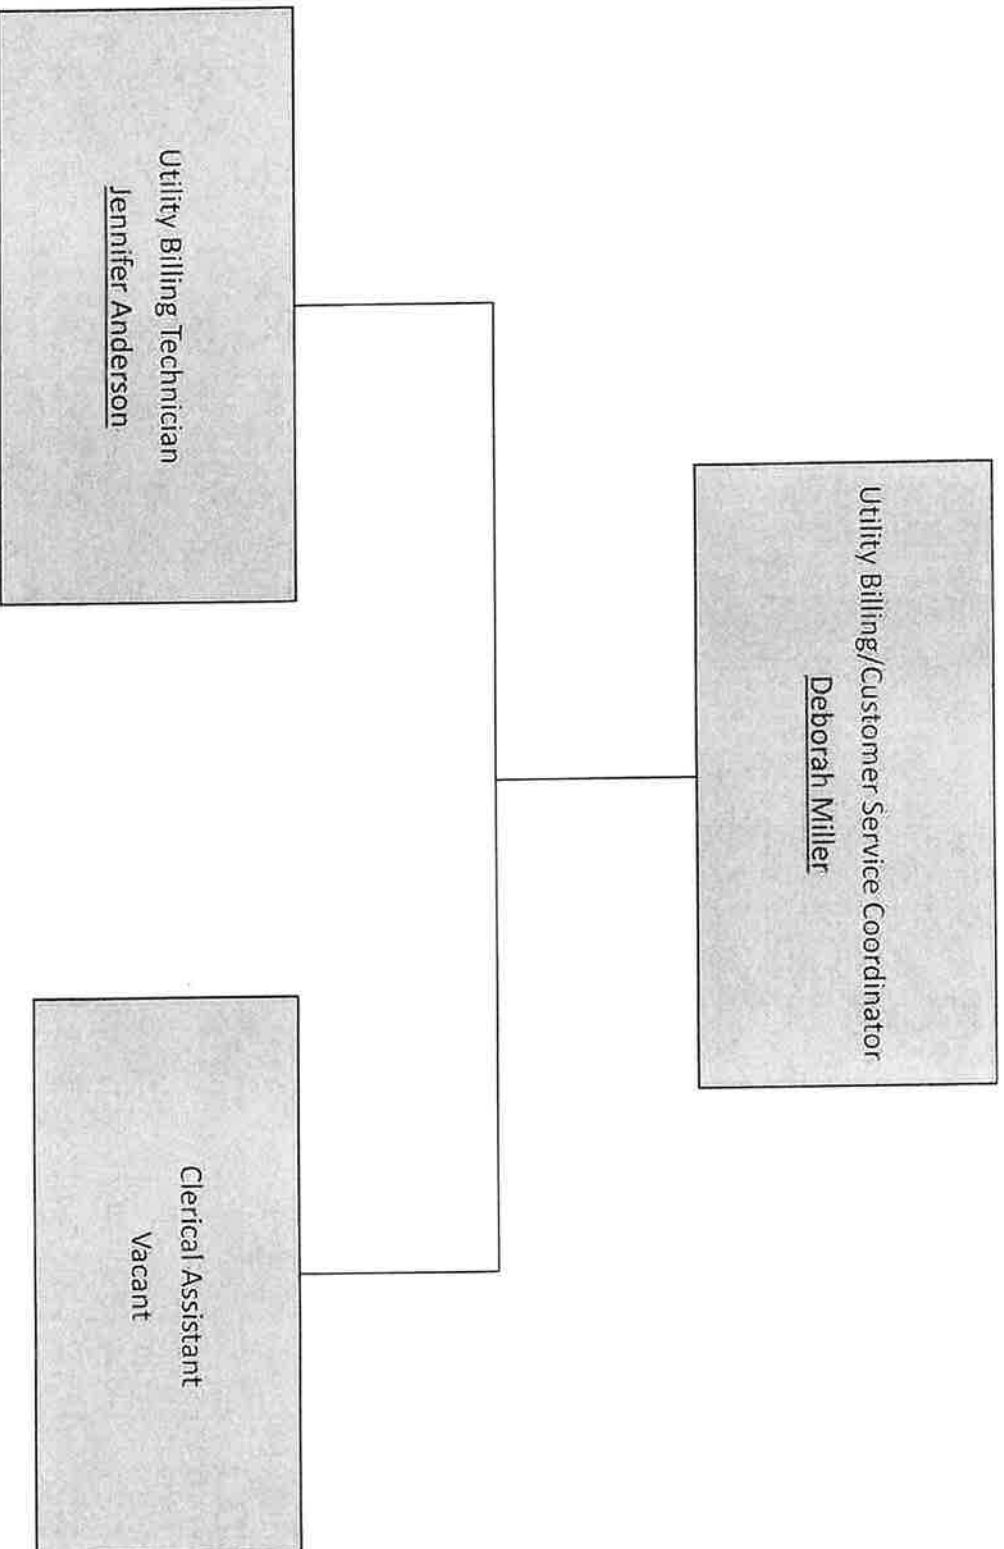 Utility Billing/Customer Service Coordinator
Deborah Miller
Utility Billing Technician
Jennifer Anderson
Clerical Assistant
Vacant